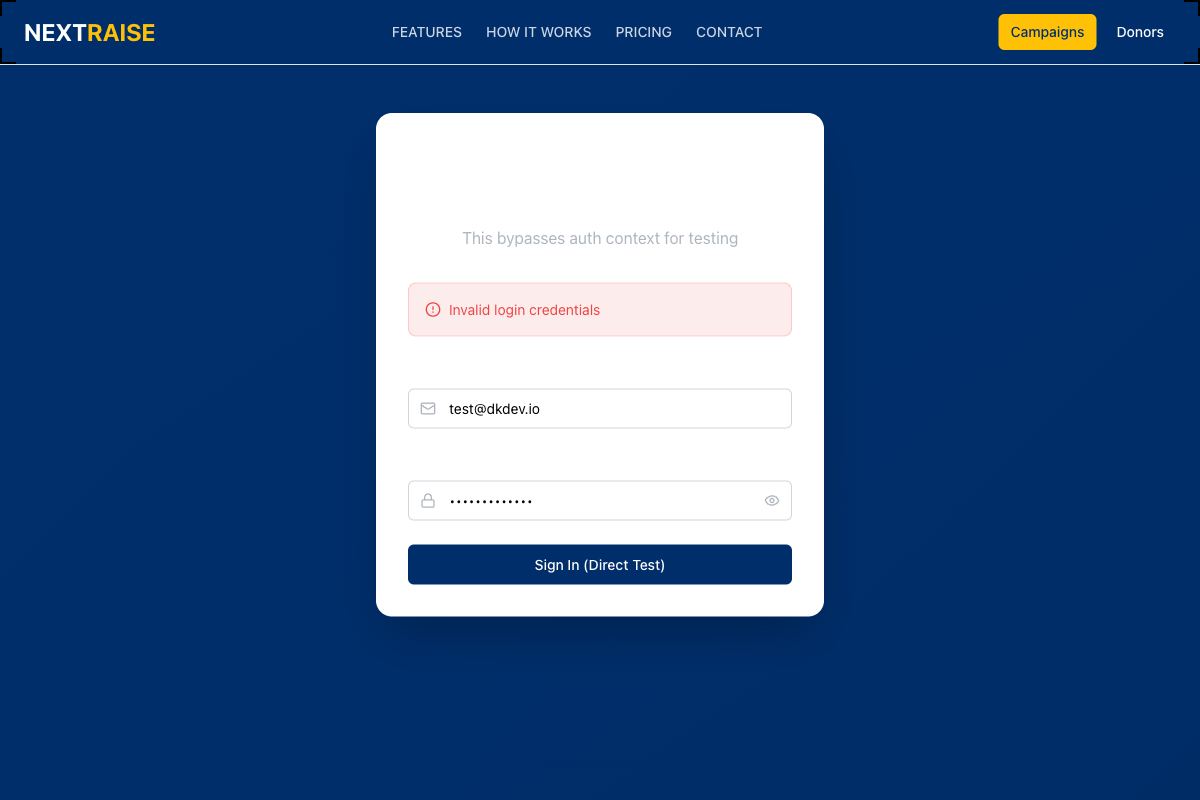 NEXTRAISE
FEATURES HOW IT WORKS PRICING CONTACT
Campaigns Donors
This bypasses auth context for testing
Invalid login credentials
test@dkdev.io
•••••••••••••
Sign In (Direct Test)